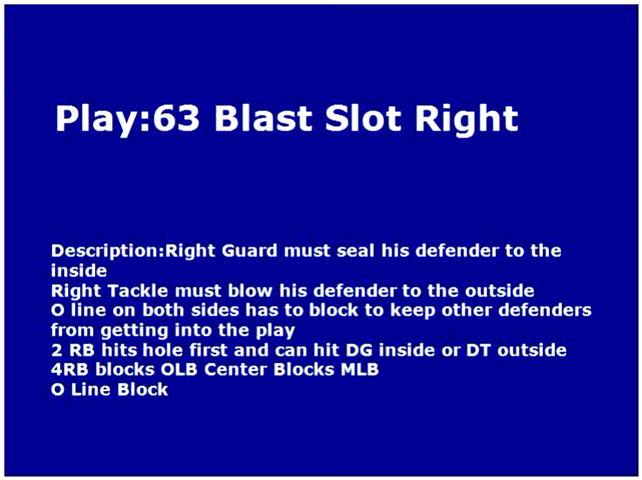 Play:63 Blast Slot Right
Description:Right Guard must seal his defender to the
inside
Right Tackle must blow his defender to the outside
O line on both sides has to block to keep other defenders
from getting into the play
2 RB hits hole first and can hit DG inside or DT outside
4RB blocks OLB Center Blocks MLB
O Line Block